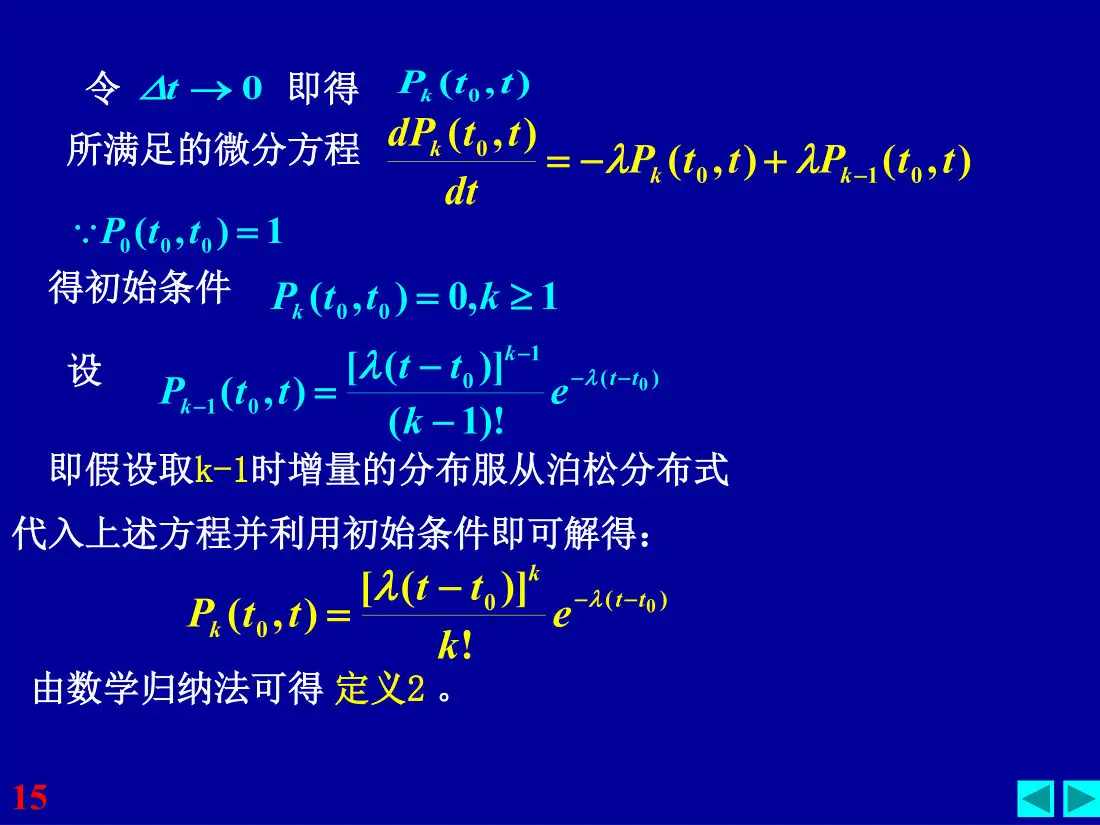 令 Δt → 0 即得 P_k(t_0, t)
所满足的微分方程 \frac{dP_k(t_0, t)}{dt} = -λP_k(t_0, t) + λP_{k-1}(t_0, t)
∵ P_0(t_0, t_0) = 1
得初始条件 P_k(t_0, t_0) = 0, k ≥ 1
设 P_{k-1}(t_0, t) = \frac{[λ(t - t_0)]^{k-1}}{(k - 1)!} e^{-λ(t-t_0)}
即假设取k-1时增量的分布服从泊松分布式
代入上述方程并利用初始条件即可解得：
P_k(t_0, t) = \frac{[λ(t - t_0)]^k}{k!} e^{-λ(t-t_0)}
由数学归纳法可得 定义2 。
15